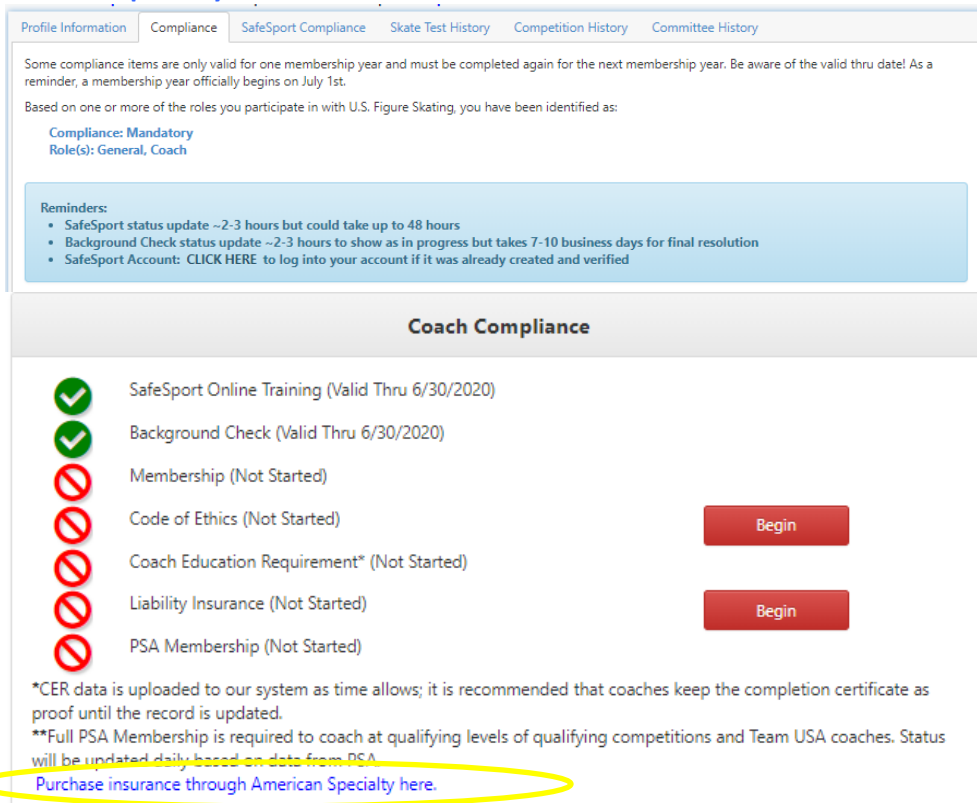 Profile Information Compliance SafeSport Compliance Skate Test History Competition History Committee History
Some compliance items are only valid for one membership year and must be completed again for the next membership year. Be aware of the valid thru date! As a
reminder, a membership year officially begins on July 1st.
Based on one or more of the roles you participate in with U.S. Figure Skating, you have been identified as:
Compliance: Mandatory
Role(s): General, Coach
Reminders:
• SafeSport status update ~2-3 hours but could take up to 48 hours
• Background Check status update ~2-3 hours to show as in progress but takes 7-10 business days for final resolution
• SafeSport Account: CLICK HERE to log into your account if it was already created and verified
Coach Compliance
SafeSport Online Training (Valid Thru 6/30/2020)
Background Check (Valid Thru 6/30/2020)
Membership (Not Started)
Code of Ethics (Not Started) Begin
Coach Education Requirement* (Not Started)
Liability Insurance (Not Started) Begin
PSA Membership (Not Started)
*CER data is uploaded to our system as time allows; it is recommended that coaches keep the completion certificate as
proof until the record is updated.
**Full PSA Membership is required to coach at qualifying levels of qualifying competitions and Team USA coaches. Status
will be updated daily based on data from PSA.
Purchase insurance through American Specialty here.